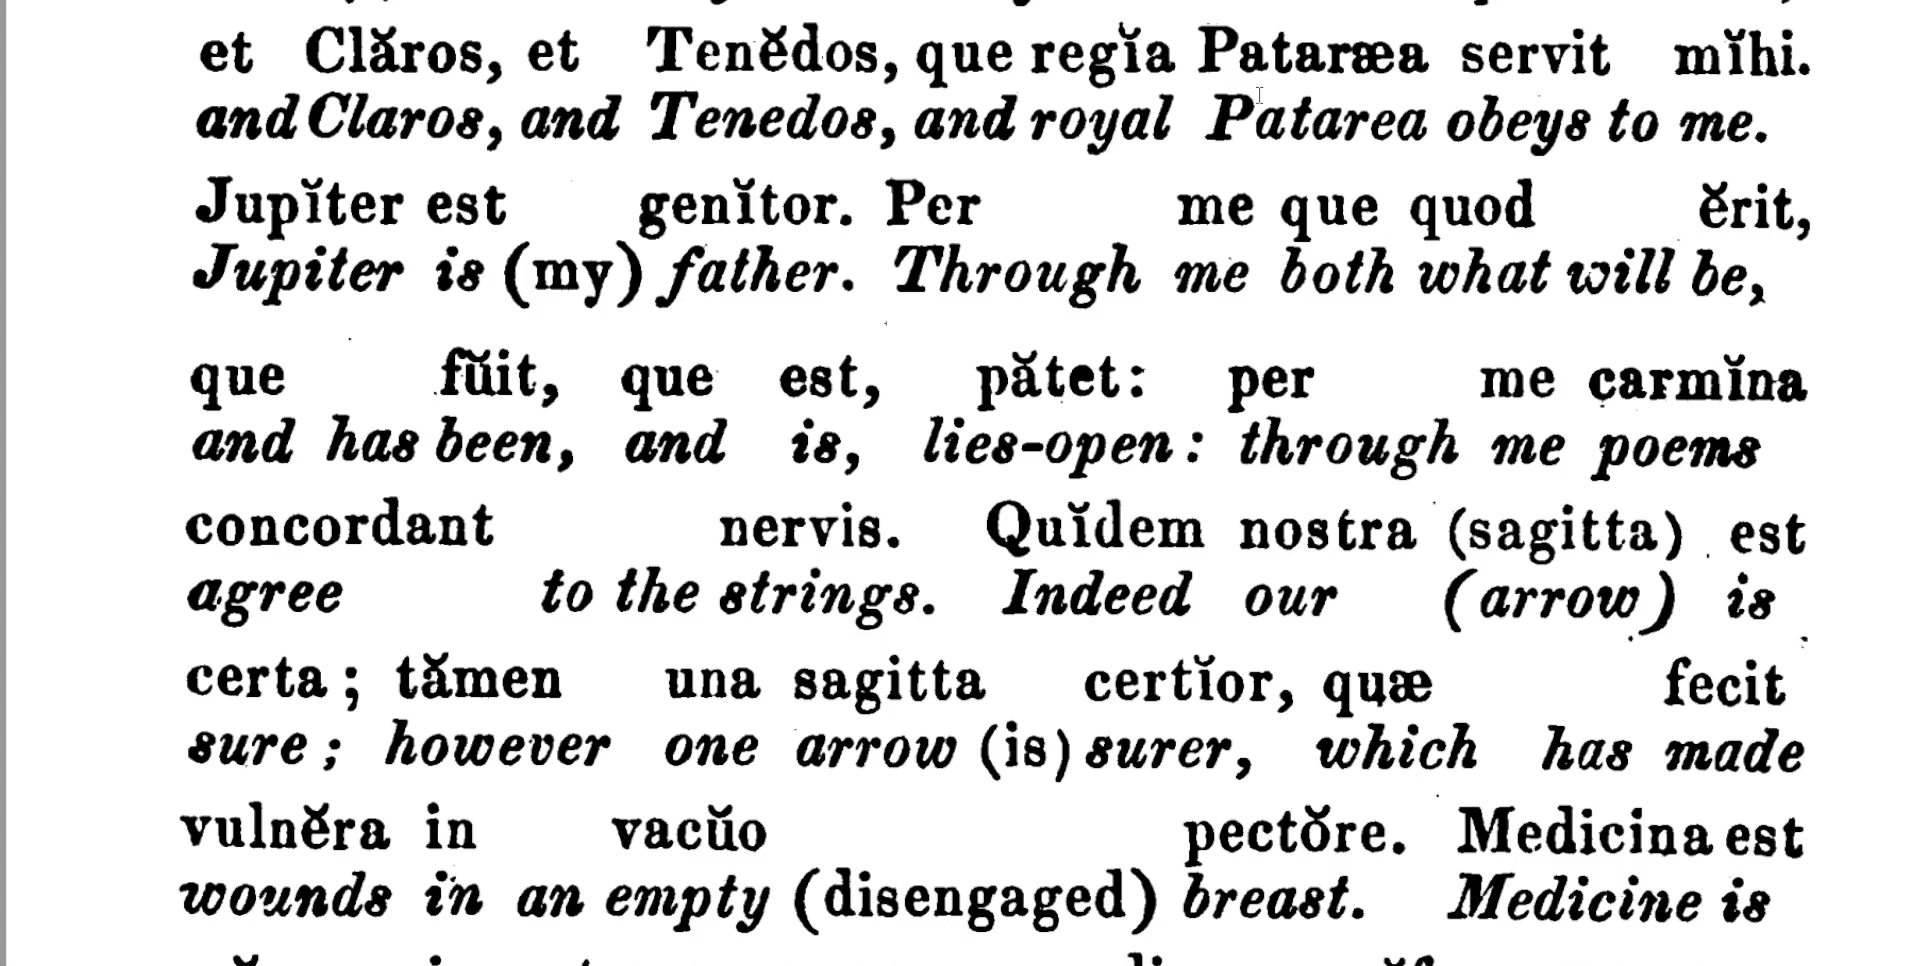 et Clăros, et Tenĕdos, que regĭa Pataræa servit mĭhi.
and Claros, and Tenedos, and royal Patarea obeys to me.
Jupĭter est genĭtor. Per me que quod ĕrit,
Jupiter is (my) father. Through me both what will be,
que fŭit, que est, pătet: per me carmĭna
and has been, and is, lies-open: through me poems
concordant nervis. Quĭdem nostra (sagitta) est
agree to the strings. Indeed our (arrow) is
certa; tămen una sagitta certĭor, quæ fecit
sure; however one arrow (is) surer, which has made
vulnĕra in vacŭo pectŏre. Medicina est
wounds in an empty (disengaged) breast. Medicine is